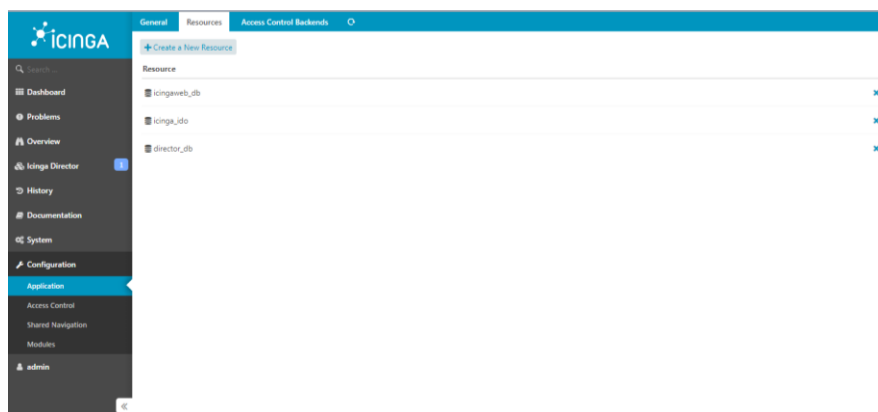 icinga
General Resources Access Control Backends
+ Create a New Resource
Search ...
Resource
Dashboard
icingaweb_db
Problems
icinga_ido
Overview
director_db
Icinga Director 1
History
Documentation
System
Configuration
Application
Access Control
Shared Navigation
Modules
admin